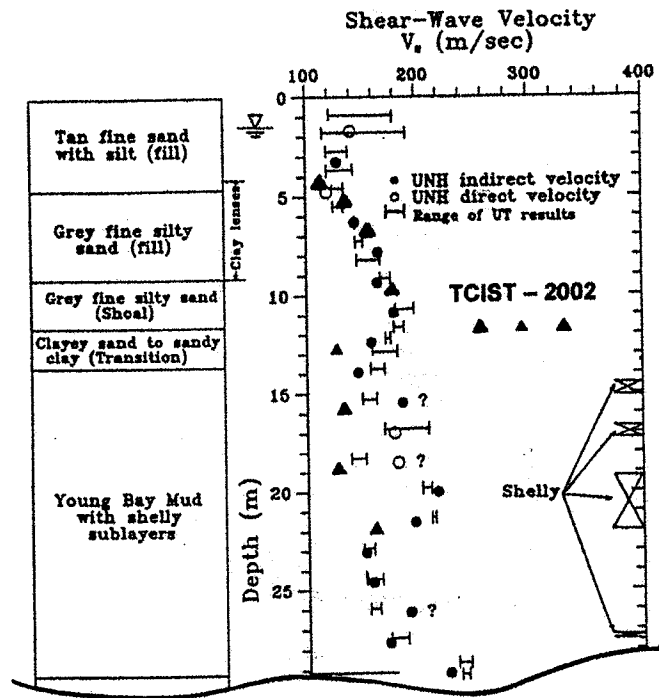 Shear-Wave Velocity
Vs (m/sec)
100
200
300
400
0
5
10
15
20
25
Depth (m)
Tan fine sand
with silt (fill)
Grey fine silty
sand (fill)
Clay lenses
Grey fine silty sand
(Shoal)
Clayey sand to sandy
clay (Transition)
Young Bay Mud
with shelly
sublayers
UNH indirect velocity
UNH direct velocity
Range of UT results
TCIST – 2002
?
?
?
Shelly